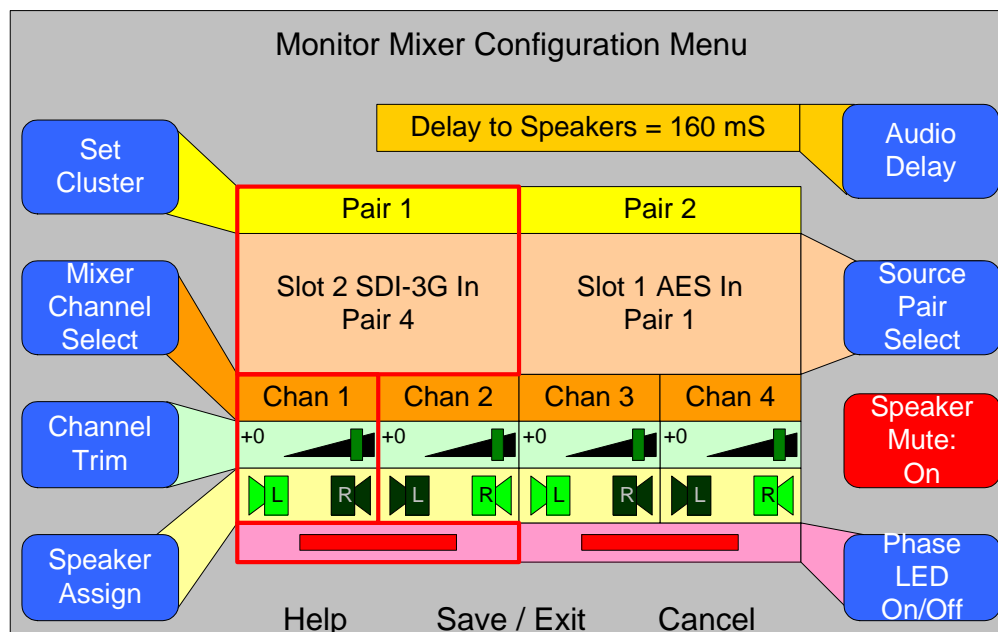 Monitor Mixer Configuration Menu
Delay to Speakers = 160 mS
Audio
Delay
Set
Cluster
Pair 1
Pair 2
Mixer
Channel
Select
Slot 2 SDI-3G In
Pair 4
Slot 1 AES In
Pair 1
Source
Pair
Select
Chan 1
Chan 2
Chan 3
Chan 4
Channel
Trim
+0
+0
+0
+0
Speaker
Mute:
On
L
R
L
R
L
R
L
R
Speaker
Assign
Phase
LED
On/Off
Help
Save / Exit
Cancel